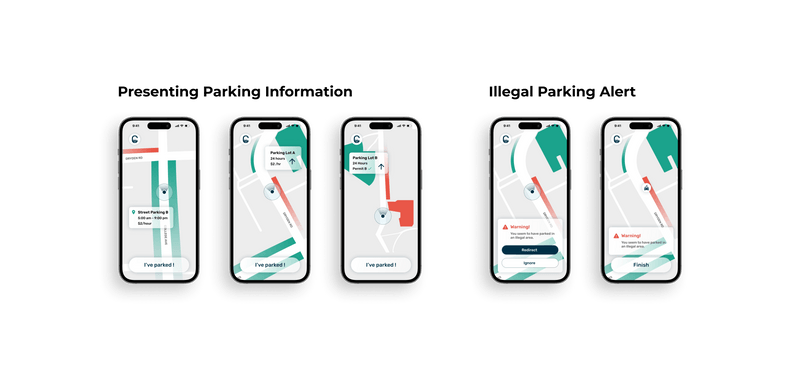 Presenting Parking Information
Illegal Parking Alert
9:41
Street Parking B
5:00 am - 9:00 pm
$2/hour
I've parked !
9:41
Parking Lot A
24 hours
$2 /hr
I've parked !
9:41
Parking Lot B
24 Hours
Permit B
I've parked !
9:41
Warning!
You seem to have parked in
an illegal area.
Redirect
Ignore
9:41
Warning!
You seem to have parked in
an illegal area.
Finish